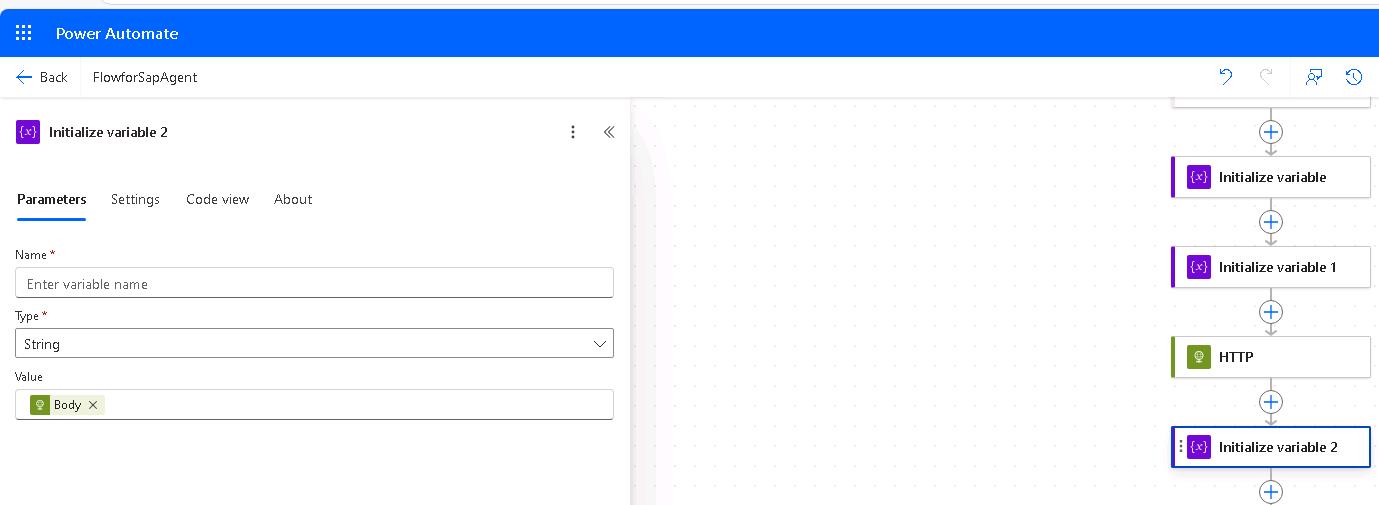 Power Automate
Back FlowforSapAgent
{x} Initialize variable 2
Parameters Settings Code view About
Name *
Enter variable name
Type *
String
Value
Body
{x} Initialize variable
{x} Initialize variable 1
HTTP
{x} Initialize variable 2